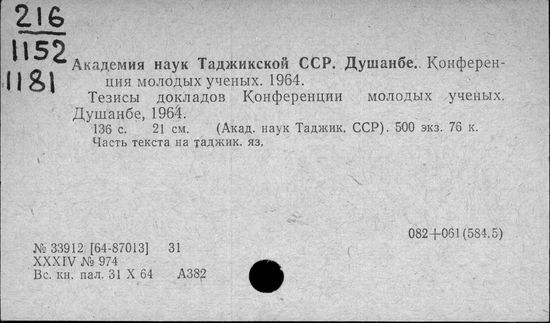 216
1152
1181
Академия наук Таджикской ССР. Душанбе. Конферен-
ция молодых ученых. 1964.
Тезисы докладов Конференции молодых ученых.
Душанбе, 1964.
136 с. 21 см. (Акад. наук Таджик. ССР). 500 экз. 76 к.
Часть текста на таджик. яз.
082+061(584.5)
№ 33912 [64-87013] 31
XXXIV № 974
Вс. кн. пал. 31 X 64 А382